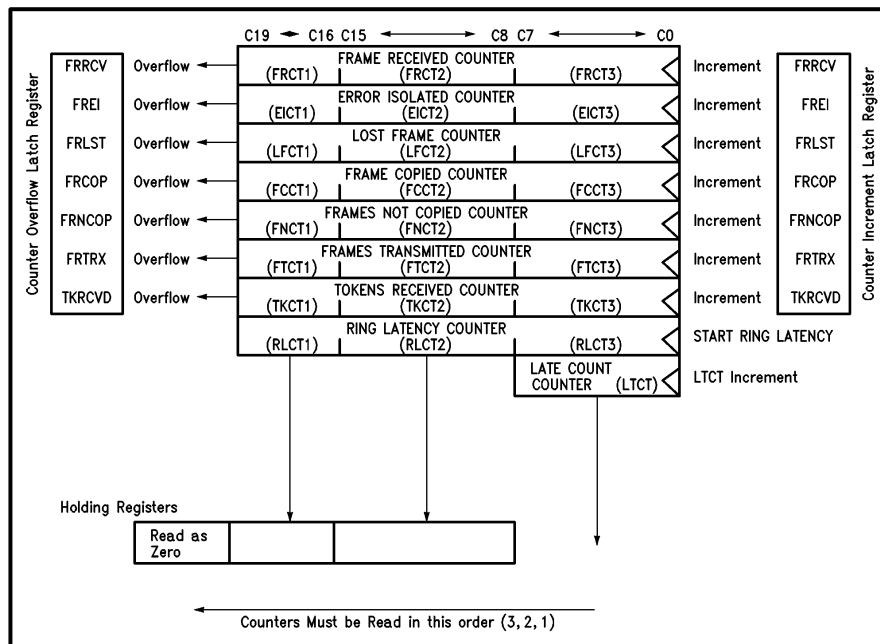 C19 C16 C15 C8 C7 C0
FRAME RECEIVED COUNTER
FRRCV Overflow (FRCT1) (FRCT2) (FRCT3) Increment FRRCV
ERROR ISOLATED COUNTER
FREI Overflow (EICT1) (EICT2) (EICT3) Increment FREI
LOST FRAME COUNTER
FRLST Overflow (LFCT1) (LFCT2) (LFCT3) Increment FRLST
FRAME COPIED COUNTER
FRCOP Overflow (FCCT1) (FCCT2) (FCCT3) Increment FRCOP
FRAMES NOT COPIED COUNTER
FRNCOP Overflow (FNCT1) (FNCT2) (FNCT3) Increment FRNCOP
FRAMES TRANSMITTED COUNTER
FRTRX Overflow (FTCT1) (FTCT2) (FTCT3) Increment FRTRX
TOKENS RECEIVED COUNTER
TKRCVD Overflow (TKCT1) (TKCT2) (TKCT3) Increment TKRCVD
RING LATENCY COUNTER
(RLCT1) (RLCT2) (RLCT3) START RING LATENCY
LATE COUNT
COUNTER (LTCT) LTCT Increment
Counter Overflow Latch Register
Counter Increment Latch Register
Holding Registers
Read as
Zero
Counters Must be Read in this order (3,2,1)